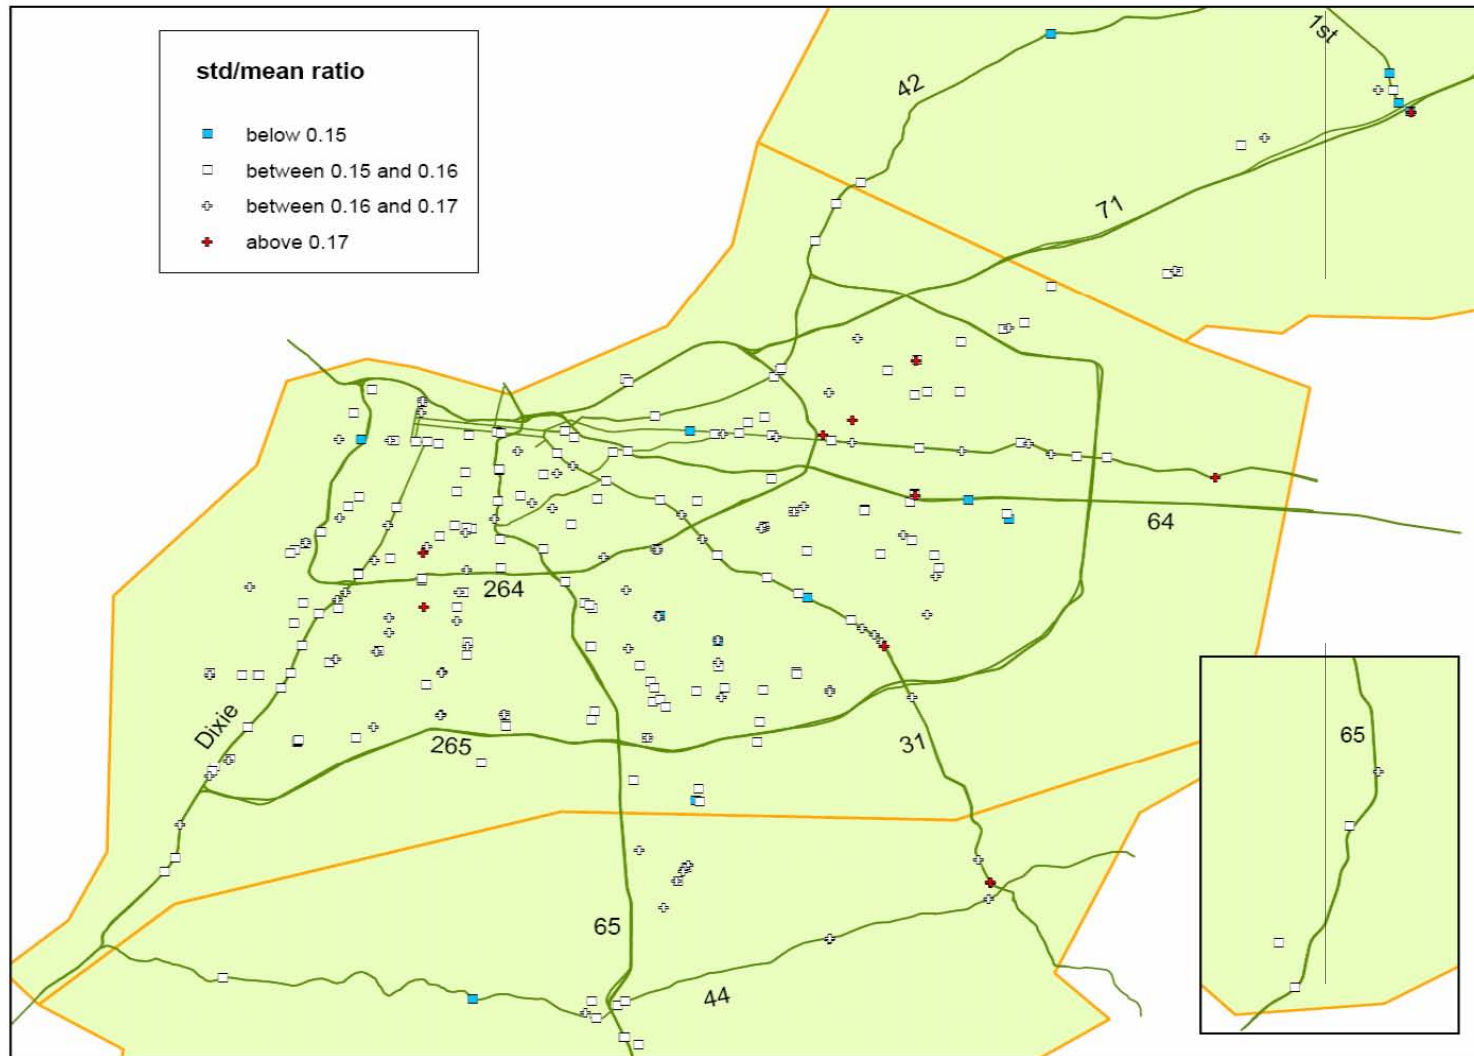 std/mean ratio
below 0.15
between 0.15 and 0.16
between 0.16 and 0.17
above 0.17
1st
42
71
64
264
Dixie
265
31
65
65
44